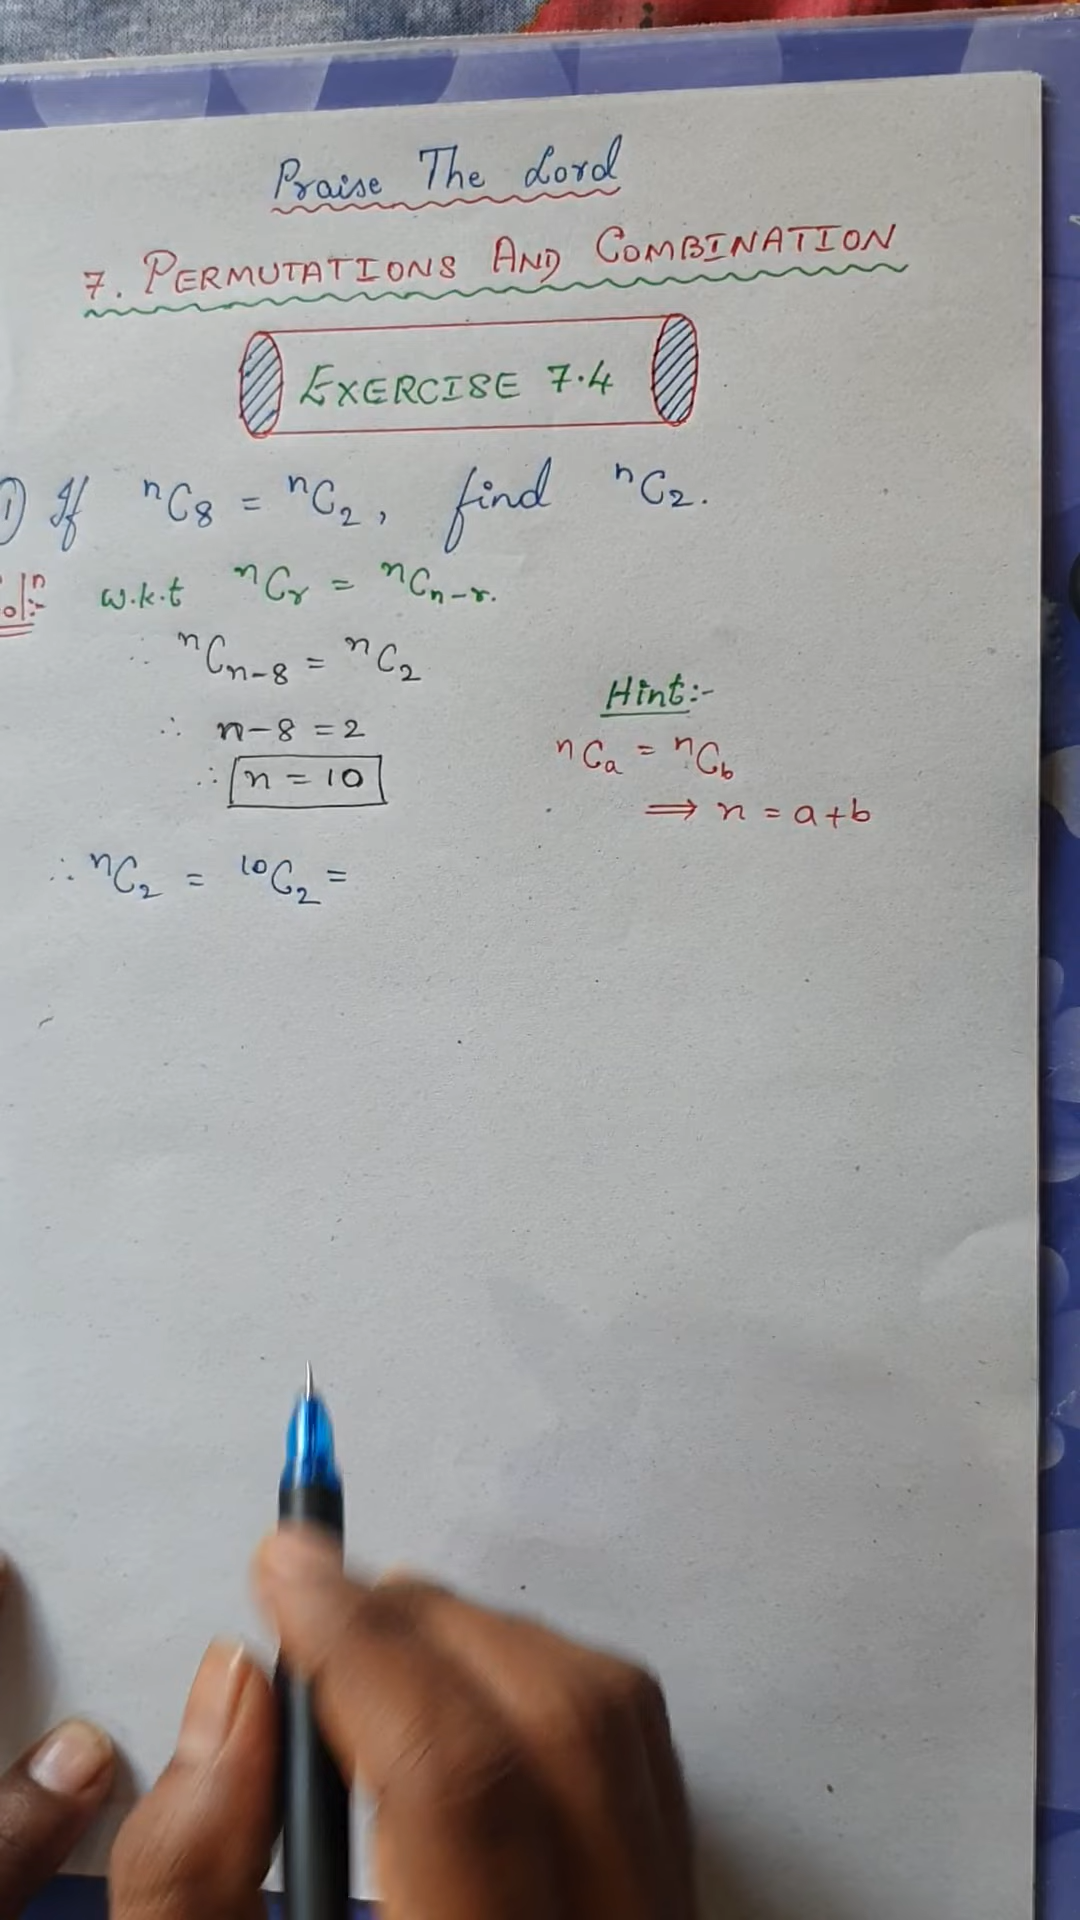 Praise The Lord
7. PERMUTATIONS AND COMBINATION
EXERCISE 7.4
1) If ⁿC₈ = ⁿC₂, find ⁿC₂.
w.k.t ⁿCᵣ = ⁿCₙ₋ᵣ.
∴ ⁿCₙ₋₈ = ⁿC₂
∴ n-8 = 2
∴ n = 10
Hint:-
ⁿCₐ = ⁿC_b
⟹ n = a+b
∴ ⁿC₂ = ¹⁰C₂ =